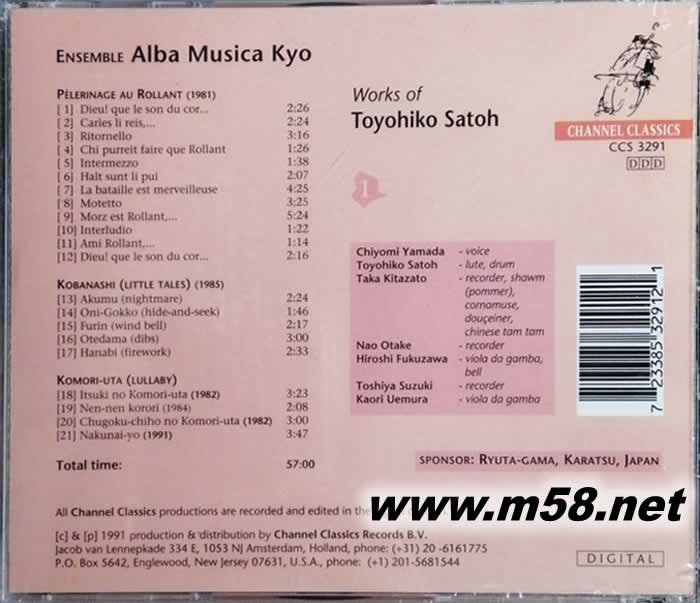 ENSEMBLE Alba Musica Kyo
PÈLERINAGE AU ROLLANT (1981)
[ 1] Dieu! que le son du cor... 2:26
[ 2] Carles li reis,... 2:24
[ 3] Ritornello 3:16
[ 4] Chi purreit faire que Rollant 1:26
[ 5] Intermezzo 1:38
[ 6] Halt sunt li pui 2:07
[ 7] La bataille est merveilleuse 4:25
[ 8] Motetto 3:25
[ 9] Morz est Rollant,... 5:24
[10] Interludio 1:22
[11] Ami Rollant,... 1:14
[12] Dieu! que le son du cor... 2:16
KOBANASHI (LITTLE TALES) (1985)
[13] Akumu (nightmare) 2:24
[14] Oni-Gokko (hide-and-seek) 1:46
[15] Furin (wind bell) 2:17
[16] Otedama (dibs) 3:00
[17] Hanabi (firework) 2:33
KOMORI-UTA (LULLABY)
[18] Itsuki no Komori-uta (1982) 3:23
[19] Nen-nen korori (1984) 2:08
[20] Chugoku-chiho no Komori-uta (1982) 3:00
[21] Nakunai-yo (1991) 3:47
Total time: 57:00
Works of
Toyohiko Satoh
1
CHANNEL CLASSICS
CCS 3291
DDD
Chiyomi Yamada - voice
Toyohiko Satoh - lute, drum
Taka Kitazato - recorder, shawm
(pommer),
cornamuse,
douçeiner,
chinese tam tam
Nao Otake - recorder
Hiroshi Fukuzawa - viola da gamba,
bell
Toshiya Suzuki - recorder
Kaori Uemura - viola da gamba
7 23385 32912 1
SPONSOR: RYUTA-GAMA, KARATSU, JAPAN
All Channel Classics productions are recorded and edited in the
www.m58.net
[c] & [p] 1991 production & distribution by Channel Classics Records B.V.
Jacob van Lennepkade 334 E, 1053 NJ Amsterdam, Holland, phone: (+31) 20 -6161775
P.O. Box 5642, Englewood, New Jersey 07631, U.S.A., phone: (+1) 201-5681544
DIGITAL